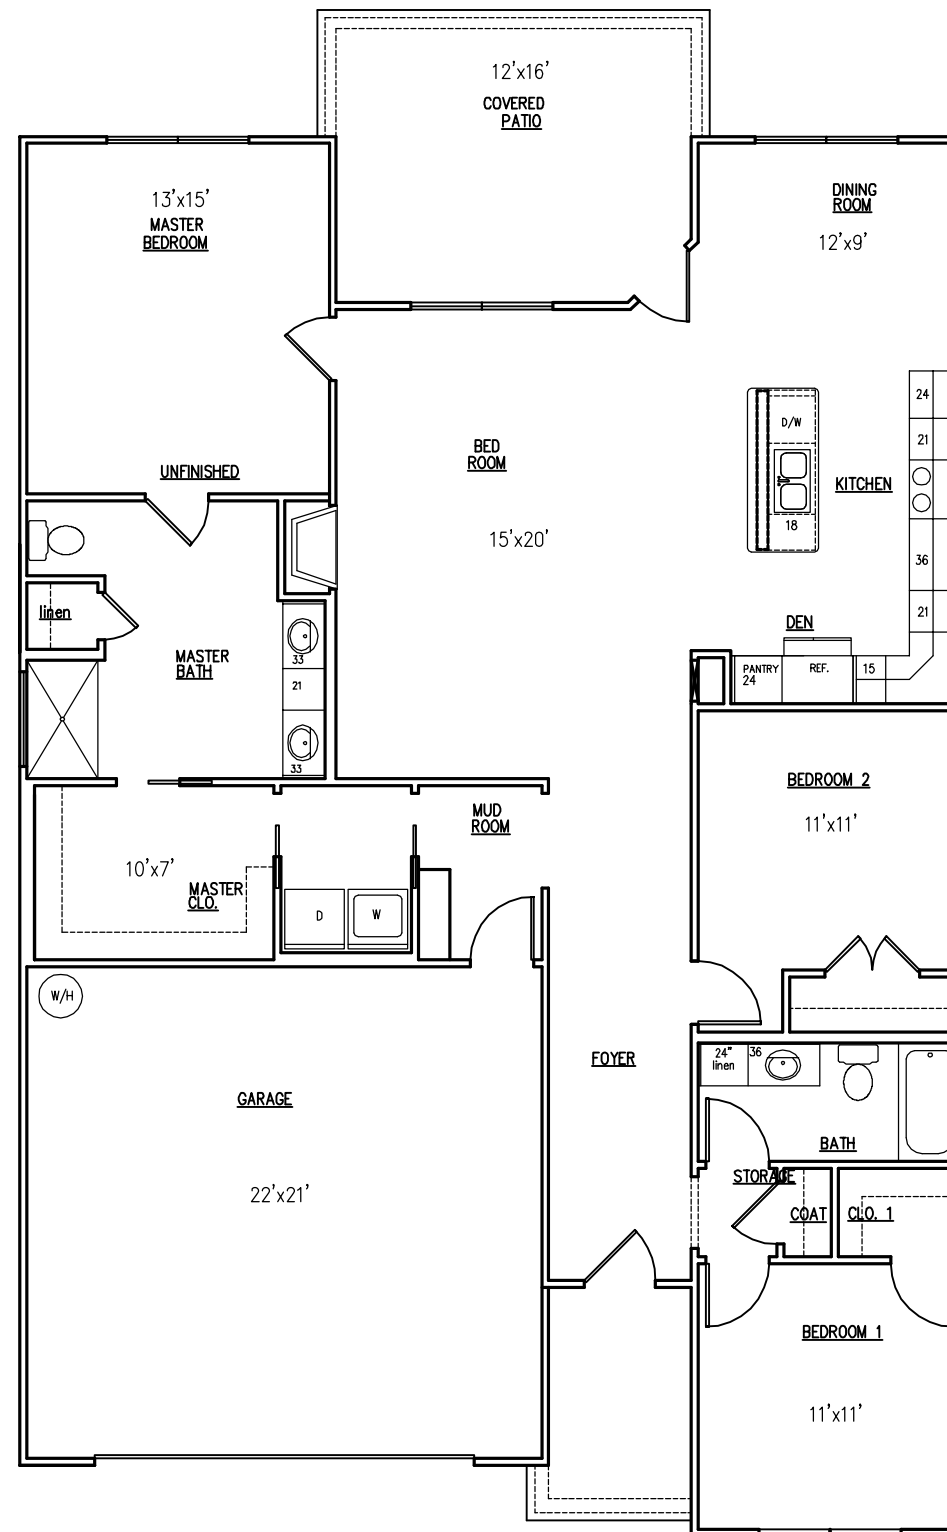 12'x16'
COVERED
PATIO
13'x15'
MASTER
BEDROOM
DINING
ROOM
12'x9'
24
D/W
21
BED
ROOM
UNFINISHED
KITCHEN
15'x20'
18
36
linen
21
DEN
MASTER
BATH
33
21
33
PANTRY
24
REF.
15
BEDROOM 2
11'x11'
MUD
ROOM
10'x7'
MASTER
CLO.
D
W
W/H
FOYER
24"
linen
36
GARAGE
BATH
STORAGE
22'x21'
COAT
CLO. 1
BEDROOM 1
11'x11'